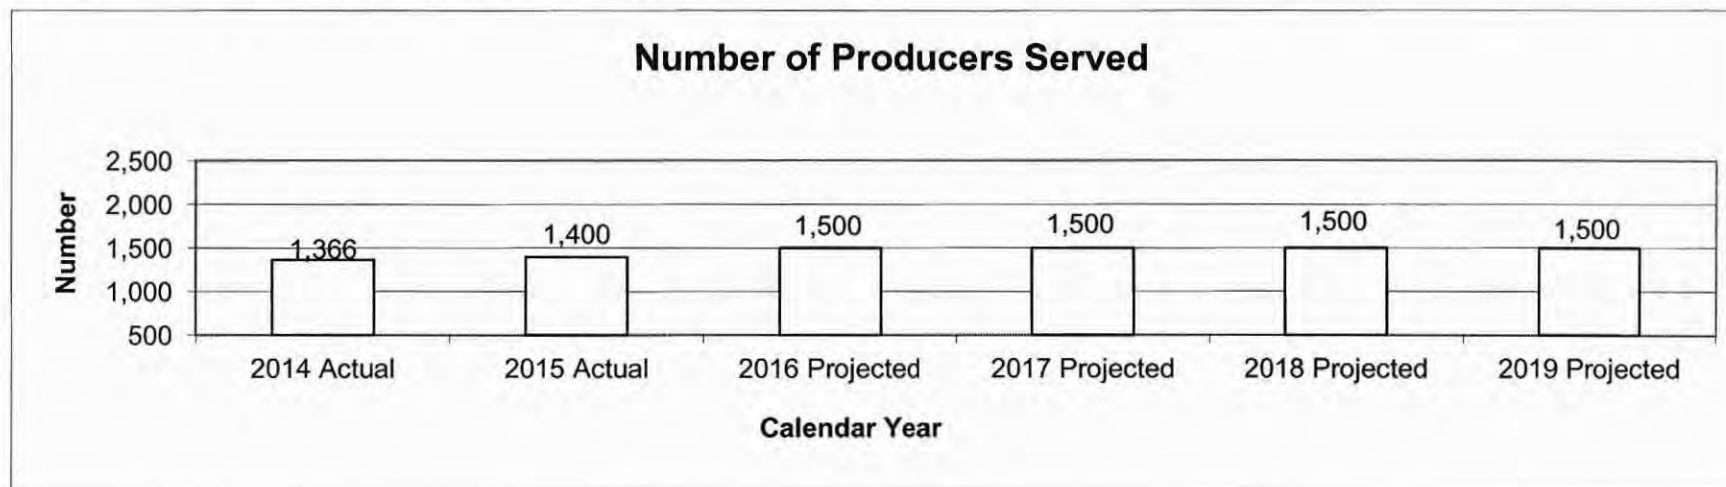 Number of Producers Served
2,500
2,000
1,500
1,000
500
Number
1,366
1,400
1,500
1,500
1,500
1,500
2014 Actual
2015 Actual
2016 Projected
2017 Projected
2018 Projected
2019 Projected
Calendar Year